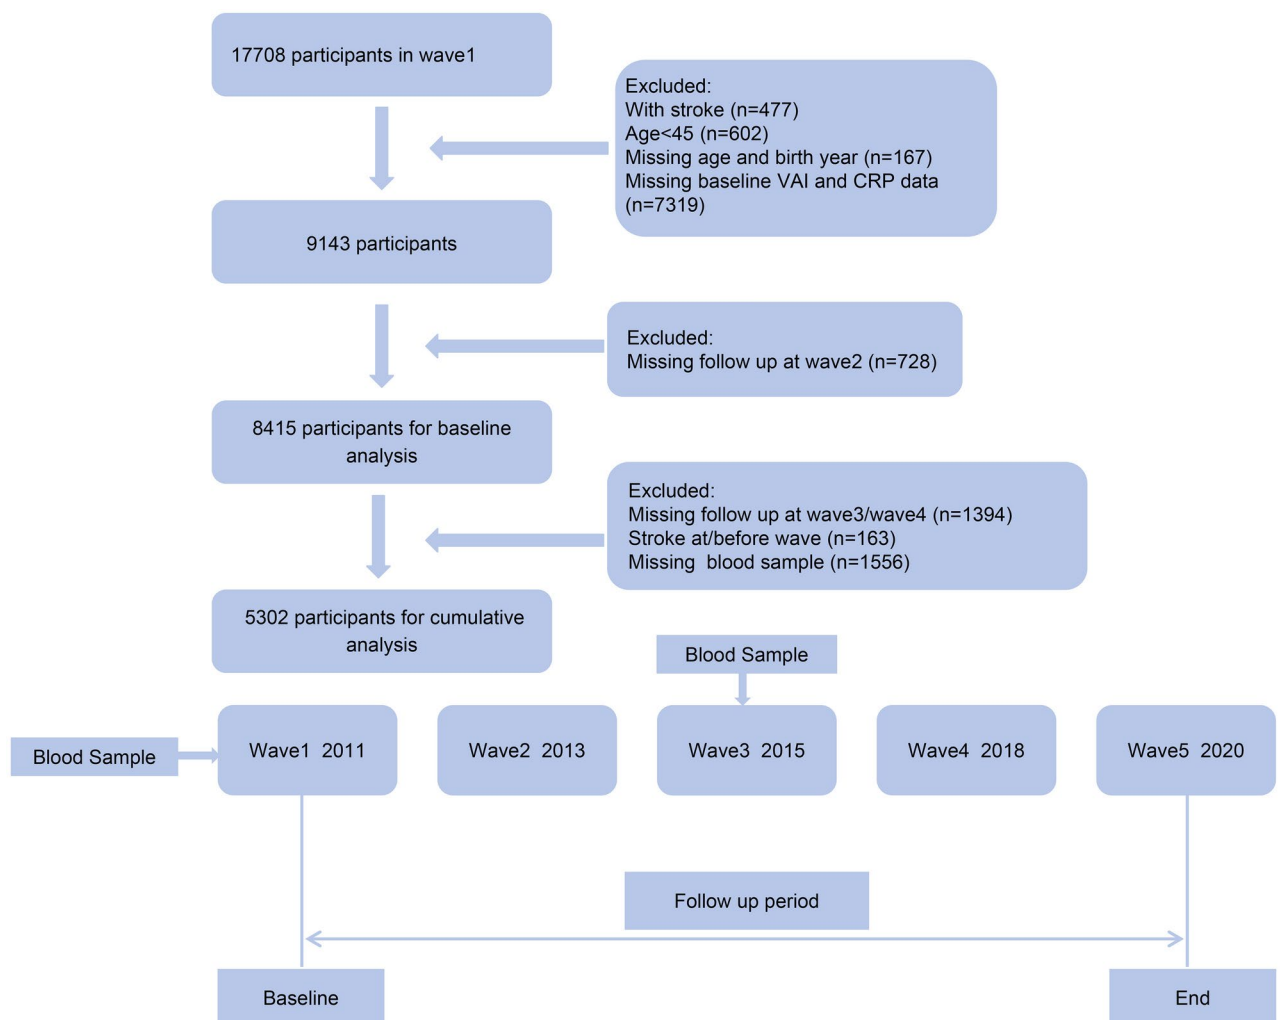 17708 participants in wave1
Excluded:
With stroke (n=477)
Age<45 (n=602)
Missing age and birth year (n=167)
Missing baseline VAI and CRP data
(n=7319)
9143 participants
Excluded:
Missing follow up at wave2 (n=728)
8415 participants for baseline
analysis
Excluded:
Missing follow up at wave3/wave4 (n=1394)
Stroke at/before wave (n=163)
Missing  blood sample (n=1556)
5302 participants for cumulative
analysis
Blood Sample
Blood Sample
Wave1  2011
Wave2  2013
Wave3  2015
Wave4  2018
Wave5  2020
Follow up period
Baseline
End